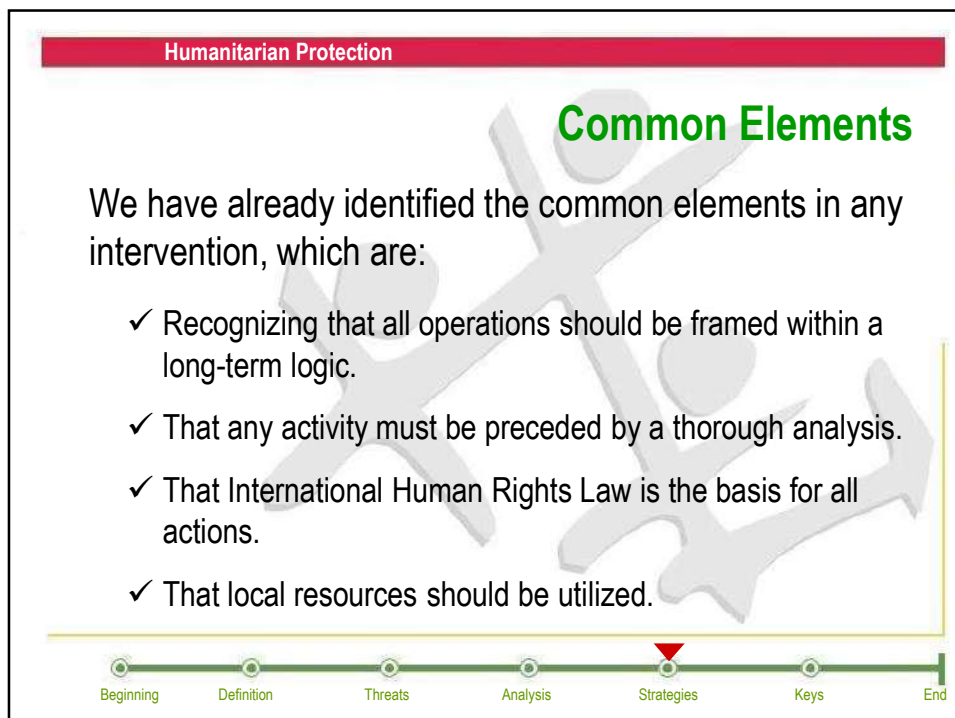 Humanitarian Protection
Common Elements
We have already identified the common elements in any
intervention, which are:
✓ Recognizing that all operations should be framed within a
long-term logic.
✓ That any activity must be preceded by a thorough analysis.
✓ That International Human Rights Law is the basis for all
actions.
✓ That local resources should be utilized.
Beginning Definition Threats Analysis Strategies Keys End